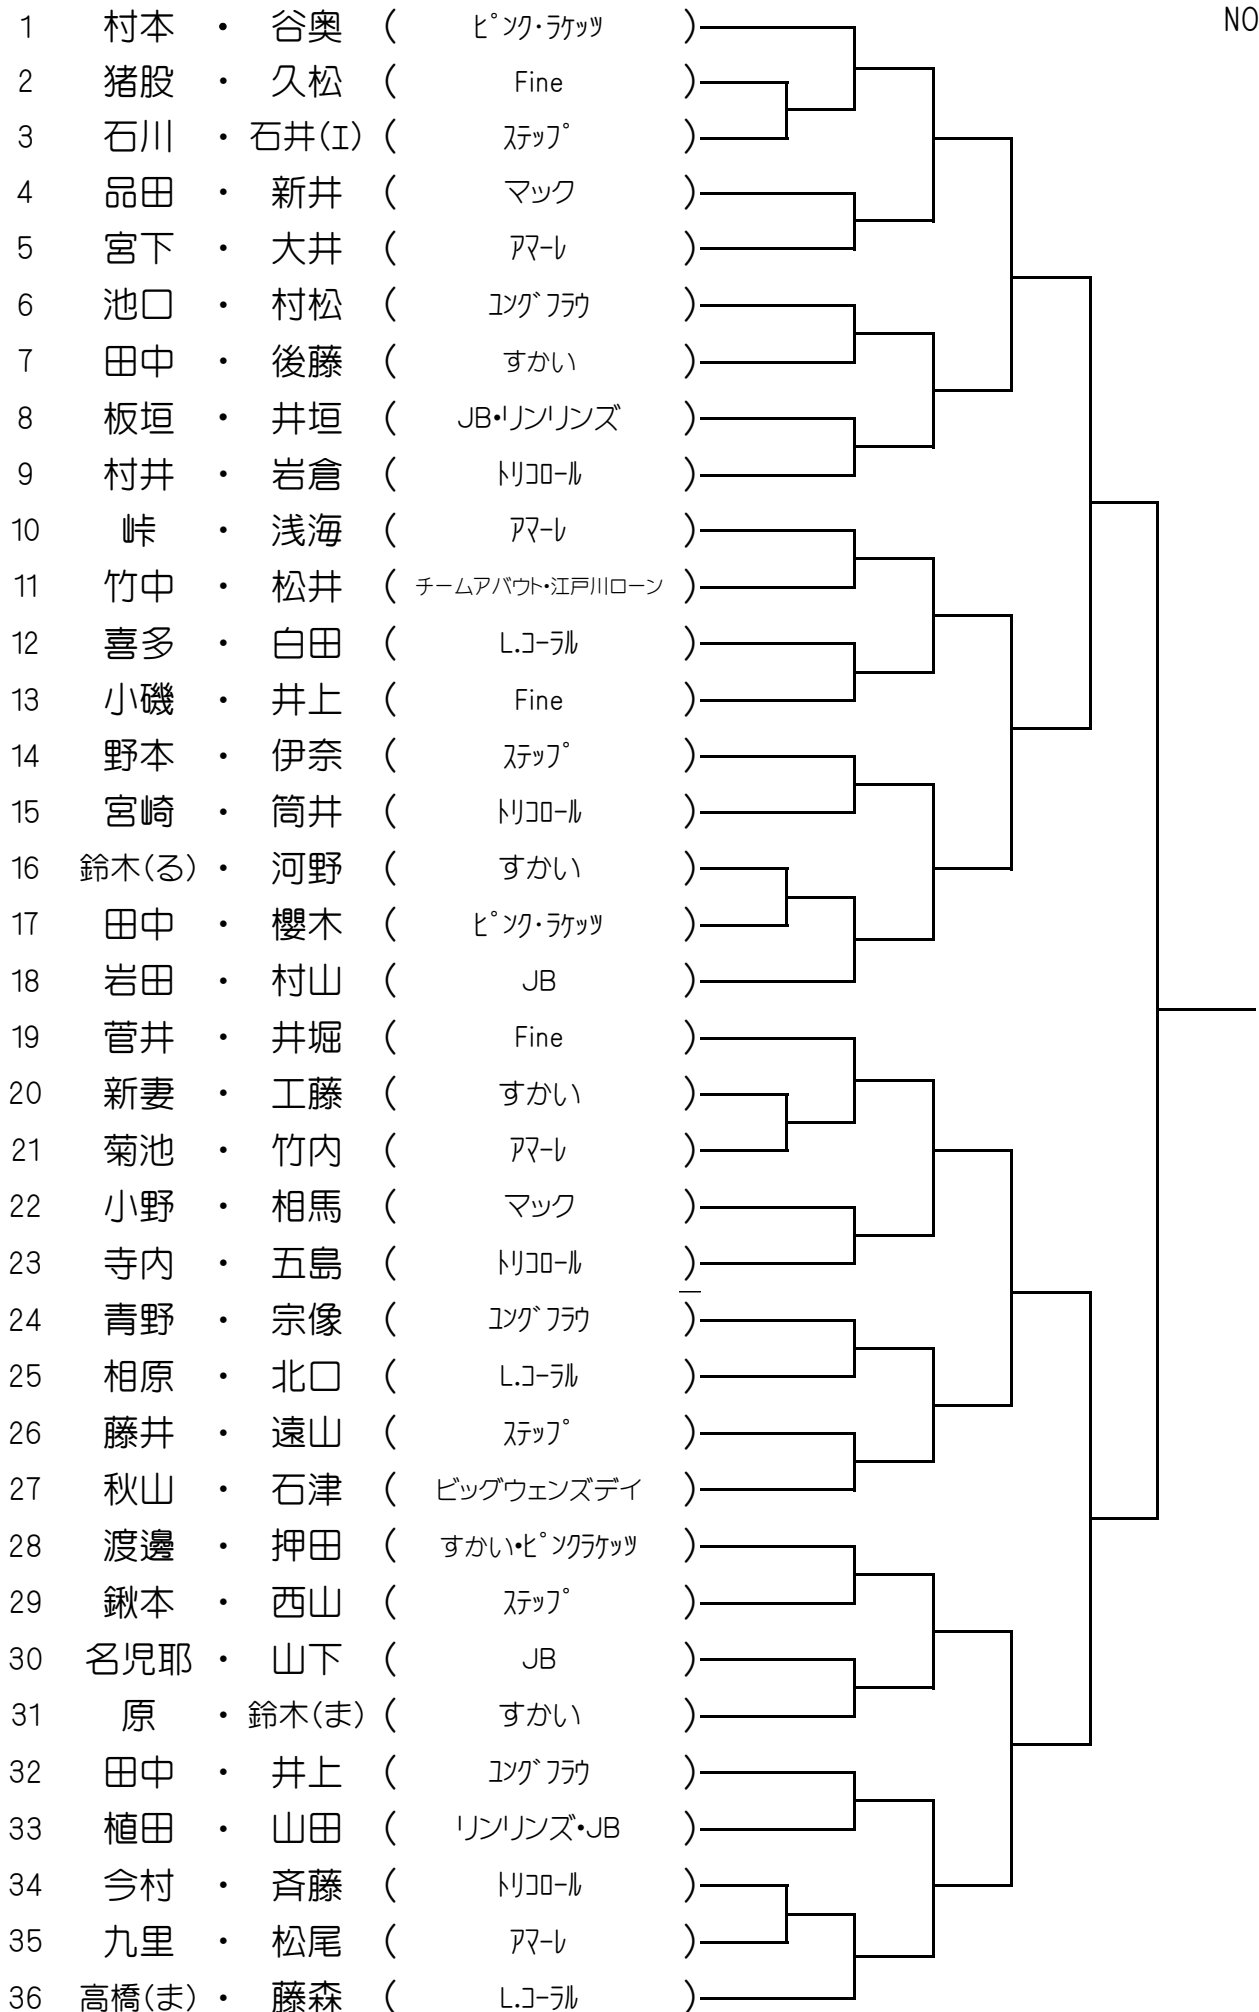 NO
1 村本 ・ 谷奥 ( ﾋﾟﾝｸ・ﾗｹｯﾂ )
2 猪股 ・ 久松 ( Fine )
3 石川 ・ 石井(エ) ( ｽﾃｯﾌﾟ )
4 品田 ・ 新井 ( マック )
5 宮下 ・ 大井 ( ｱﾏｰﾚ )
6 池口 ・ 村松 ( ﾕﾝｸﾞﾌﾗｳ )
7 田中 ・ 後藤 ( すかい )
8 板垣 ・ 井垣 ( JB・リンリンズ )
9 村井 ・ 岩倉 ( ﾄﾘｺﾛｰﾙ )
10 峠 ・ 浅海 ( ｱﾏｰﾚ )
11 竹中 ・ 松井 ( チームアバウト・江戸川ローン )
12 喜多 ・ 白田 ( L.ｺｰﾗﾙ )
13 小磯 ・ 井上 ( Fine )
14 野本 ・ 伊奈 ( ｽﾃｯﾌﾟ )
15 宮崎 ・ 筒井 ( ﾄﾘｺﾛｰﾙ )
16 鈴木(る) ・ 河野 ( すかい )
17 田中 ・ 櫻木 ( ﾋﾟﾝｸ・ﾗｹｯﾂ )
18 岩田 ・ 村山 ( JB )
19 菅井 ・ 井堀 ( Fine )
20 新妻 ・ 工藤 ( すかい )
21 菊池 ・ 竹内 ( ｱﾏｰﾚ )
22 小野 ・ 相馬 ( マック )
23 寺内 ・ 五島 ( ﾄﾘｺﾛｰﾙ )
24 青野 ・ 宗像 ( ﾕﾝｸﾞﾌﾗｳ )
25 相原 ・ 北口 ( L.ｺｰﾗﾙ )
26 藤井 ・ 遠山 ( ｽﾃｯﾌﾟ )
27 秋山 ・ 石津 ( ビッグウェンズデイ )
28 渡邊 ・ 押田 ( すかい・ﾋﾟﾝｸﾗｹｯﾂ )
29 鍬本 ・ 西山 ( ｽﾃｯﾌﾟ )
30 名児耶 ・ 山下 ( JB )
31 原 ・ 鈴木(ま) ( すかい )
32 田中 ・ 井上 ( ﾕﾝｸﾞﾌﾗｳ )
33 植田 ・ 山田 ( リンリンズ・JB )
34 今村 ・ 斉藤 ( ﾄﾘｺﾛｰﾙ )
35 九里 ・ 松尾 ( ｱﾏｰﾚ )
36 高橋(ま) ・ 藤森 ( L.ｺｰﾗﾙ )